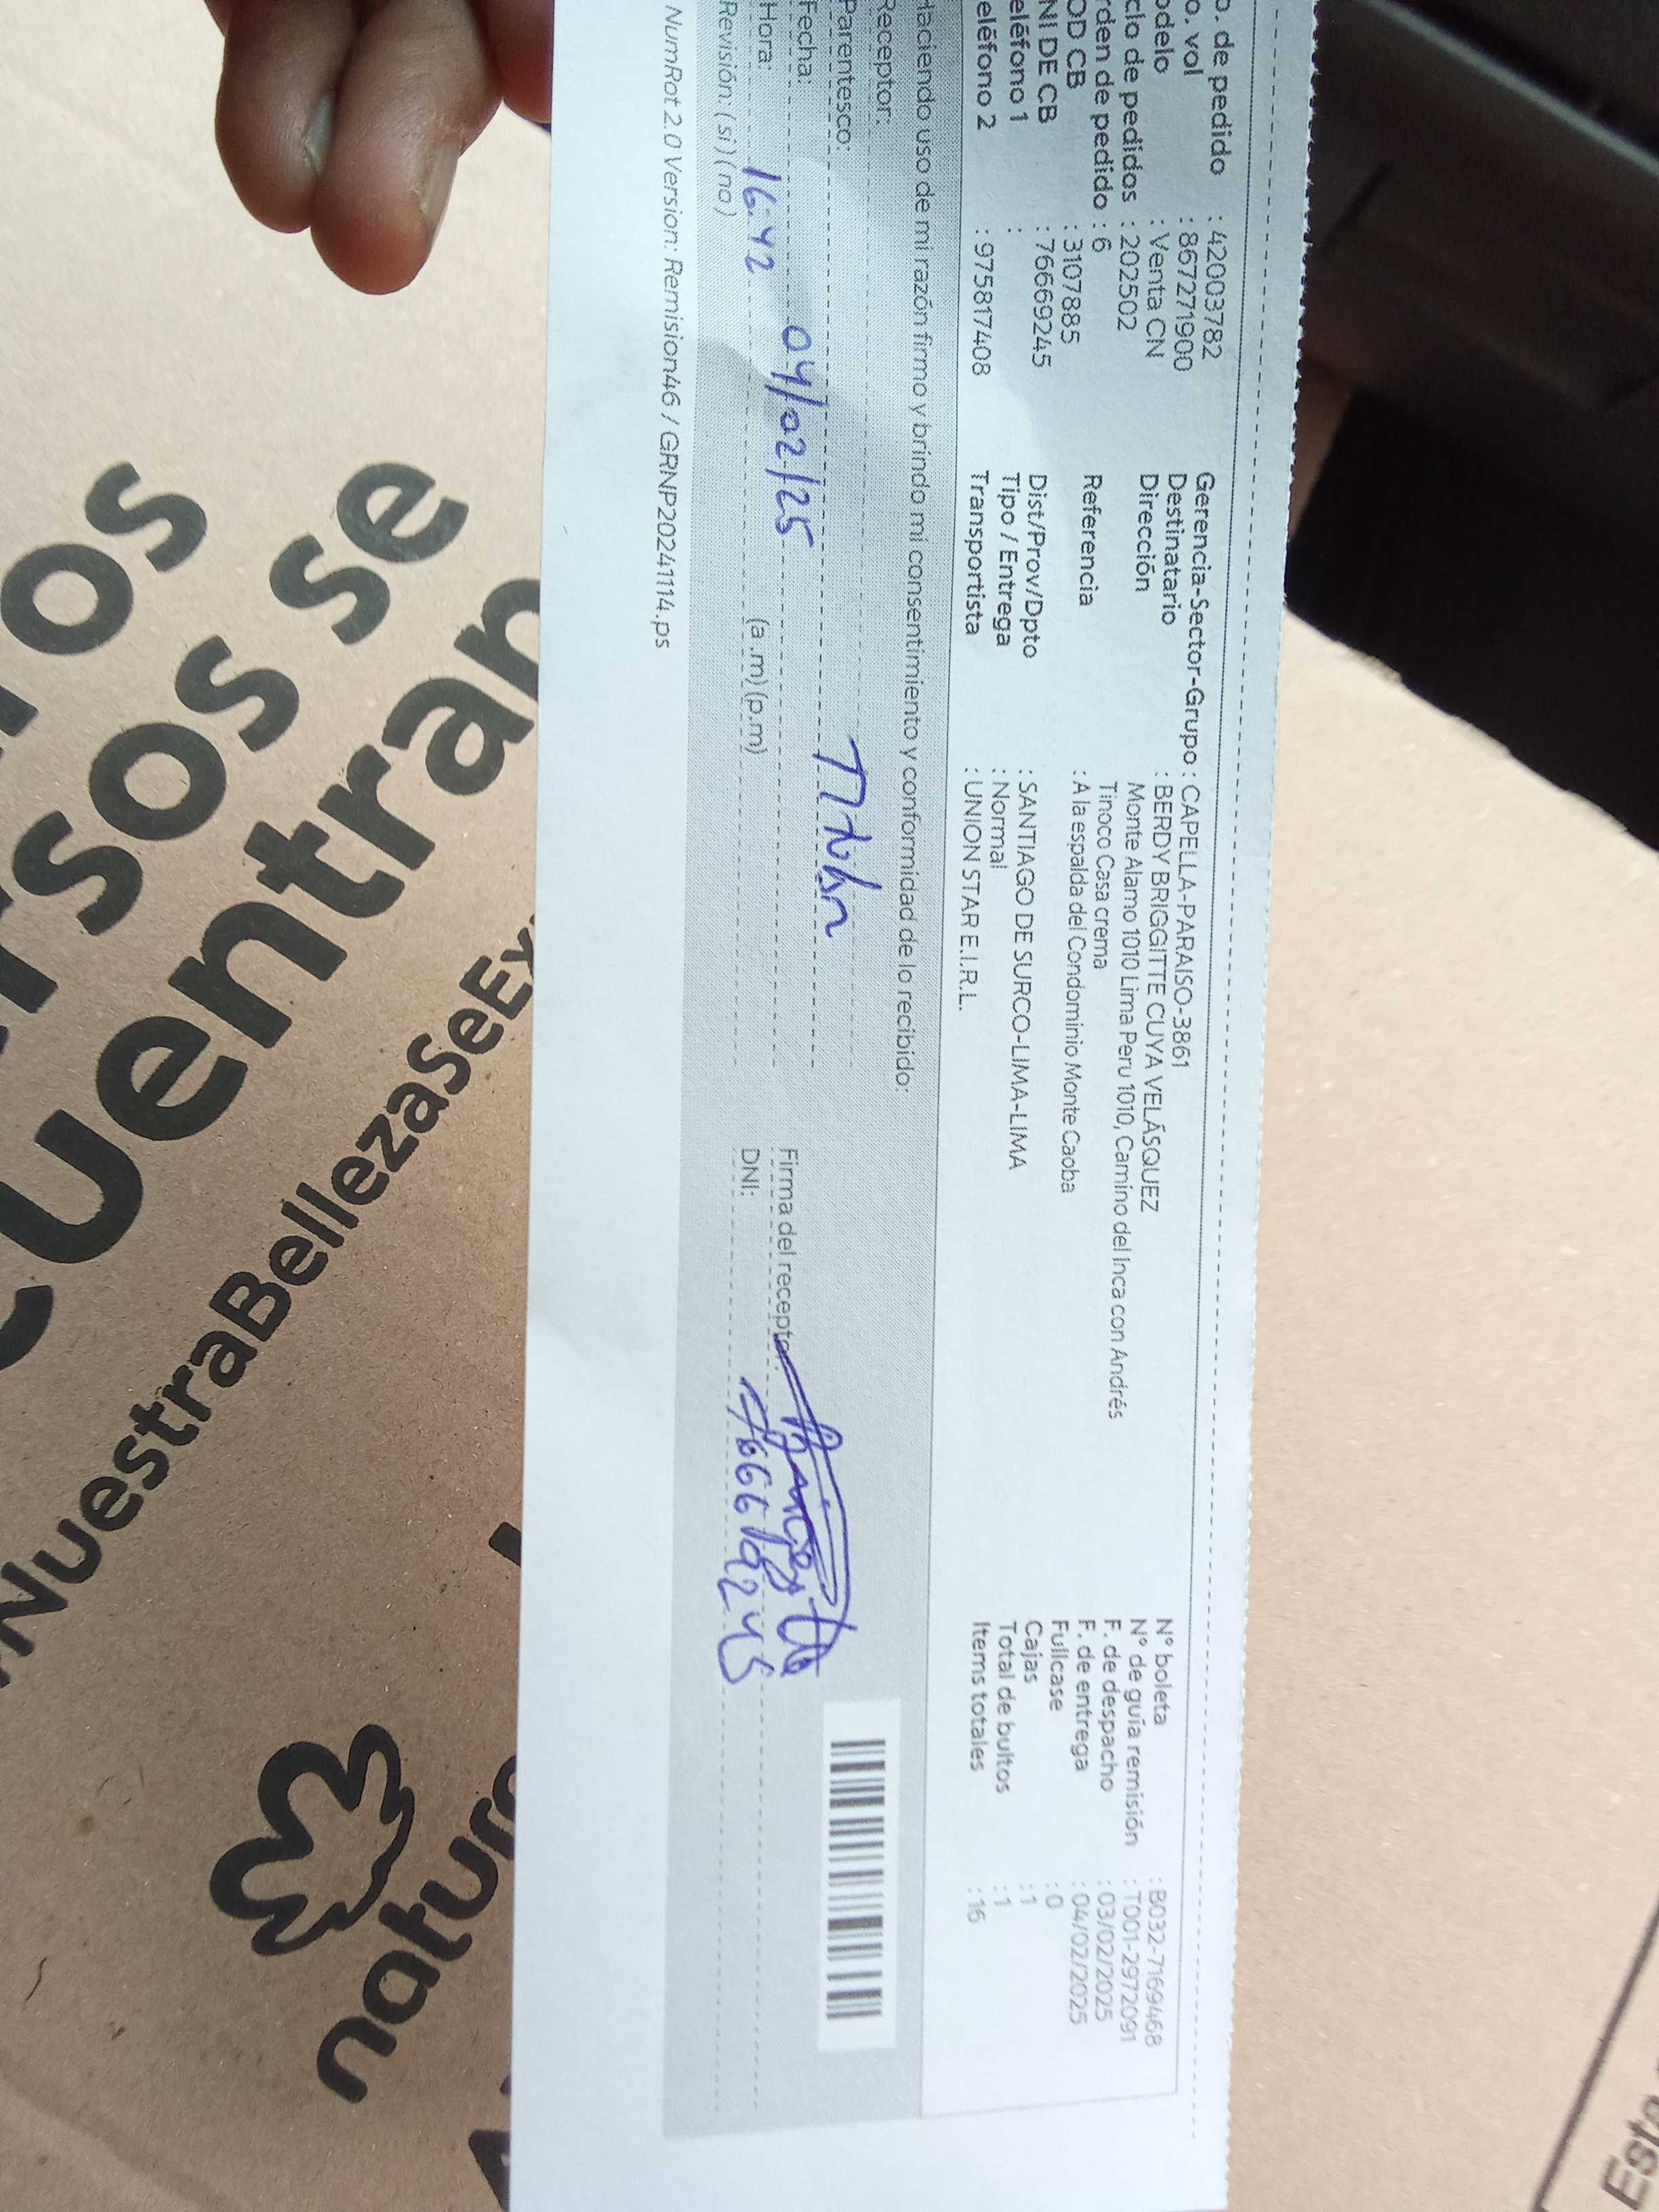 o. de pedido : 42003782
o. vol : 867271900
odelo : Venta CN
clo de pedidos : 202502
rden de pedido : 6
OD CB : 3107885
NI DE CB : 76669245
eléfono 1 :
eléfono 2 : 975817408
Gerencia-Sector-Grupo : CAPELLA-PARAISO-3861
Destinatario : BERDY BRIGGITTE CUYA VELÁSQUEZ
Dirección Monte Alamo 1010 Lima Peru 1010, Camino del Inca con Andrés
Tinoco Casa crema
Referencia : A la espalda del Condominio Monte Caoba
Dist/Prov/Dpto : SANTIAGO DE SURCO-LIMA-LIMA
Tipo / Entrega : Normal
Transportista : UNION STAR E.I.R.L.
N° boleta : B032-7169468
N° de guía remisión : T001-2972091
F. de despacho : 03/02/2025
F. de entrega : 04/02/2025
Fullcase : 0
Cajas : 1
Total de bultos : 1
Items totales : 16
Haciendo uso de mi razón firmo y brindo mi consentimiento y conformidad de lo recibido:
Receptor:
Parentesco:
Fecha: 04/02/25
Hora: 16:42 (a.m) (p.m)
Revisión: ( si ) ( no )
Firma del receptor:
DNI: 76669245
NumRot 2.0 Version: Remision46 / GRNP20241114.ps
os
rsos se
uentran
NuestraBellezaSeEx
natura
Esta